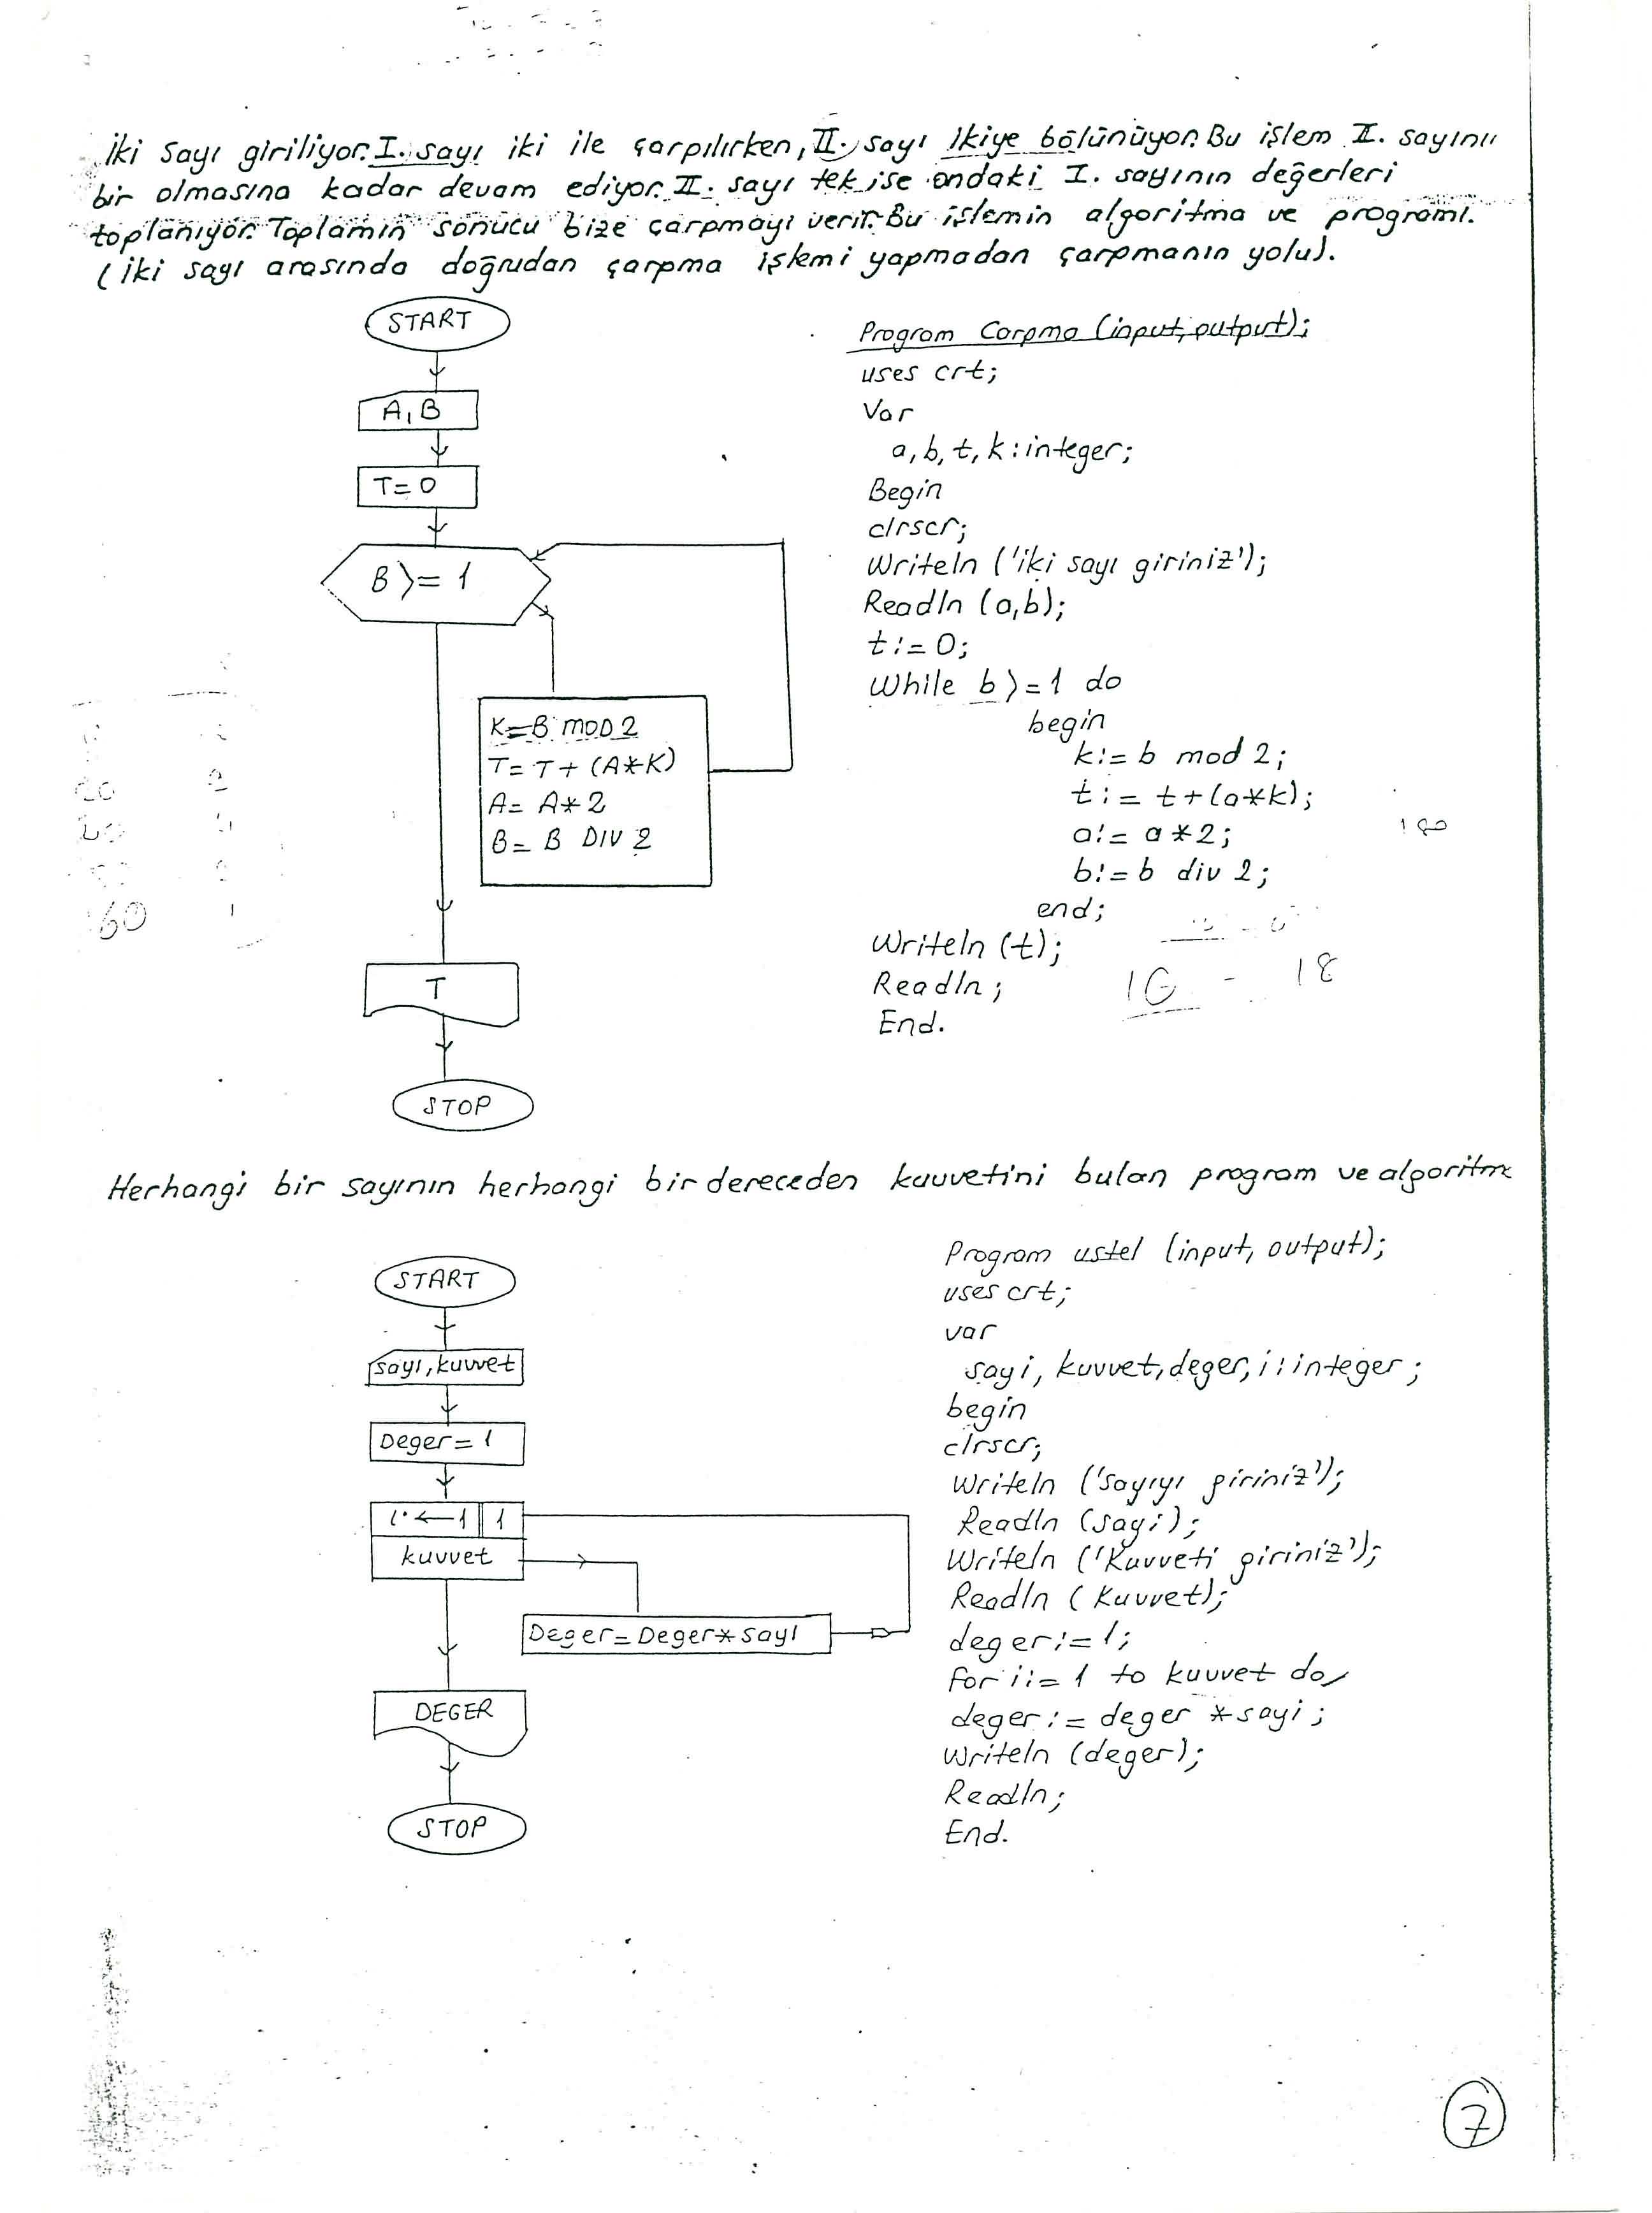 İki sayı giriliyor. I. sayı iki ile çarpılırken, II. sayı ikiye bölünüyor. Bu işlem II. sayının
bir olmasına kadar devam ediyor. II. sayı tek ise ondaki I. sayının değerleri
toplanıyor. Toplamın sonucu bize çarpmayı verir. Bu işlemin algoritma ve programı.
(İki sayı arasında doğrudan çarpma işlemi yapmadan çarpmanın yolu).
START
A, B
T=0
B >= 1
K=B MOD 2
T=T+(A*K)
A=A*2
B=B DIV 2
T
STOP
Program Carpma (input, output);
uses crt;
Var
a, b, t, k : integer;
Begin
clrscr;
Writeln ('iki sayı giriniz');
Readln (a,b);
t:=0;
While b >=1 do
begin
k:=b mod 2;
t:=t+(a*k);
a:=a*2;
b:=b div 2;
end;
Writeln (t);
Readln;
End.
60
16 - 18
Herhangi bir sayının herhangi bir dereceden kuvvetini bulan program ve algoritma
START
sayı, kuvvet
Deger=1
i ← 1 1
kuvvet
Deger=Deger*sayı
DEGER
STOP
Program ustel (input, output);
uses crt;
var
sayi, kuvvet, deger, i : integer;
begin
clrscr;
Writeln ('sayıyı giriniz');
Readln (sayi);
Writeln ('Kuvveti giriniz');
Readln (kuvvet);
deger:=1;
for i:=1 to kuvvet do
deger:=deger *sayi;
Writeln (deger);
Readln;
End.
7